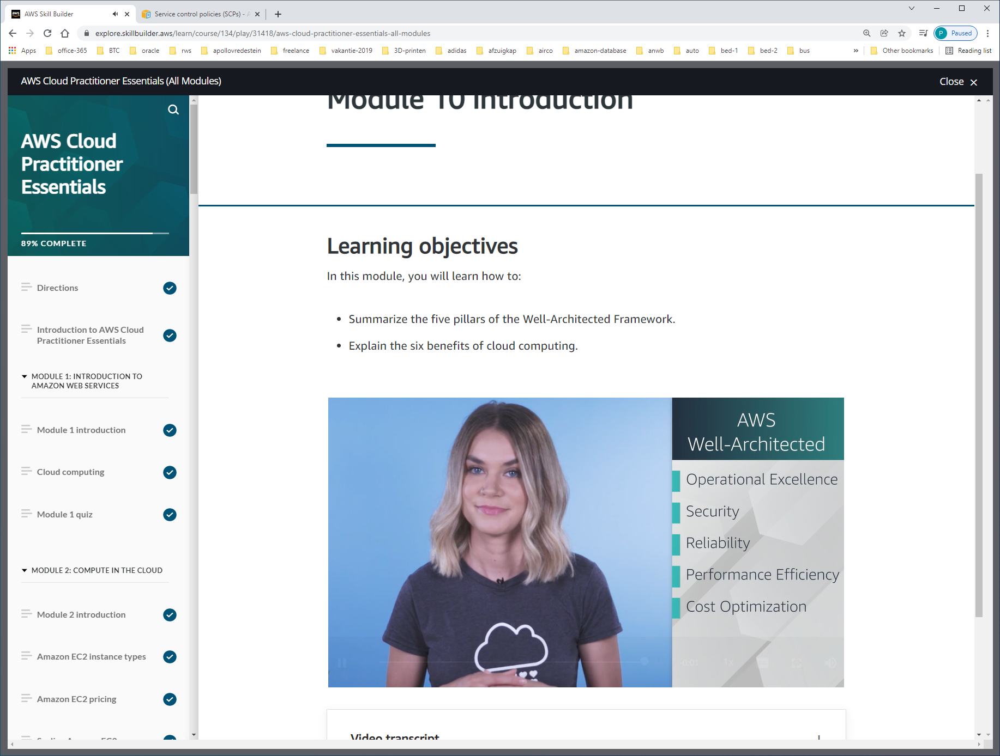 AWS Skill Builder
Service control policies (SCPs) -
explore.skillbuilder.aws/learn/course/134/play/31418/aws-cloud-practitioner-essentials-all-modules
P Paused
Apps office-365 BTC oracle rws apollovredestein freelance vakantie-2019 3D-printen adidas afzuigkap airco amazon-database anwb auto bed-1 bed-2 bus » Other bookmarks Reading list
AWS Cloud Practitioner Essentials (All Modules)
Close
AWS Cloud
Practitioner
Essentials
89% COMPLETE
Directions
Introduction to AWS Cloud
Practitioner Essentials
MODULE 1: INTRODUCTION TO
AMAZON WEB SERVICES
Module 1 introduction
Cloud computing
Module 1 quiz
MODULE 2: COMPUTE IN THE CLOUD
Module 2 introduction
Amazon EC2 instance types
Amazon EC2 pricing
Module 10 introduction
Learning objectives
In this module, you will learn how to:
• Summarize the five pillars of the Well-Architected Framework.
• Explain the six benefits of cloud computing.
AWS
Well-Architected
Operational Excellence
Security
Reliability
Performance Efficiency
Cost Optimization
-0:01 1x
Video transcript